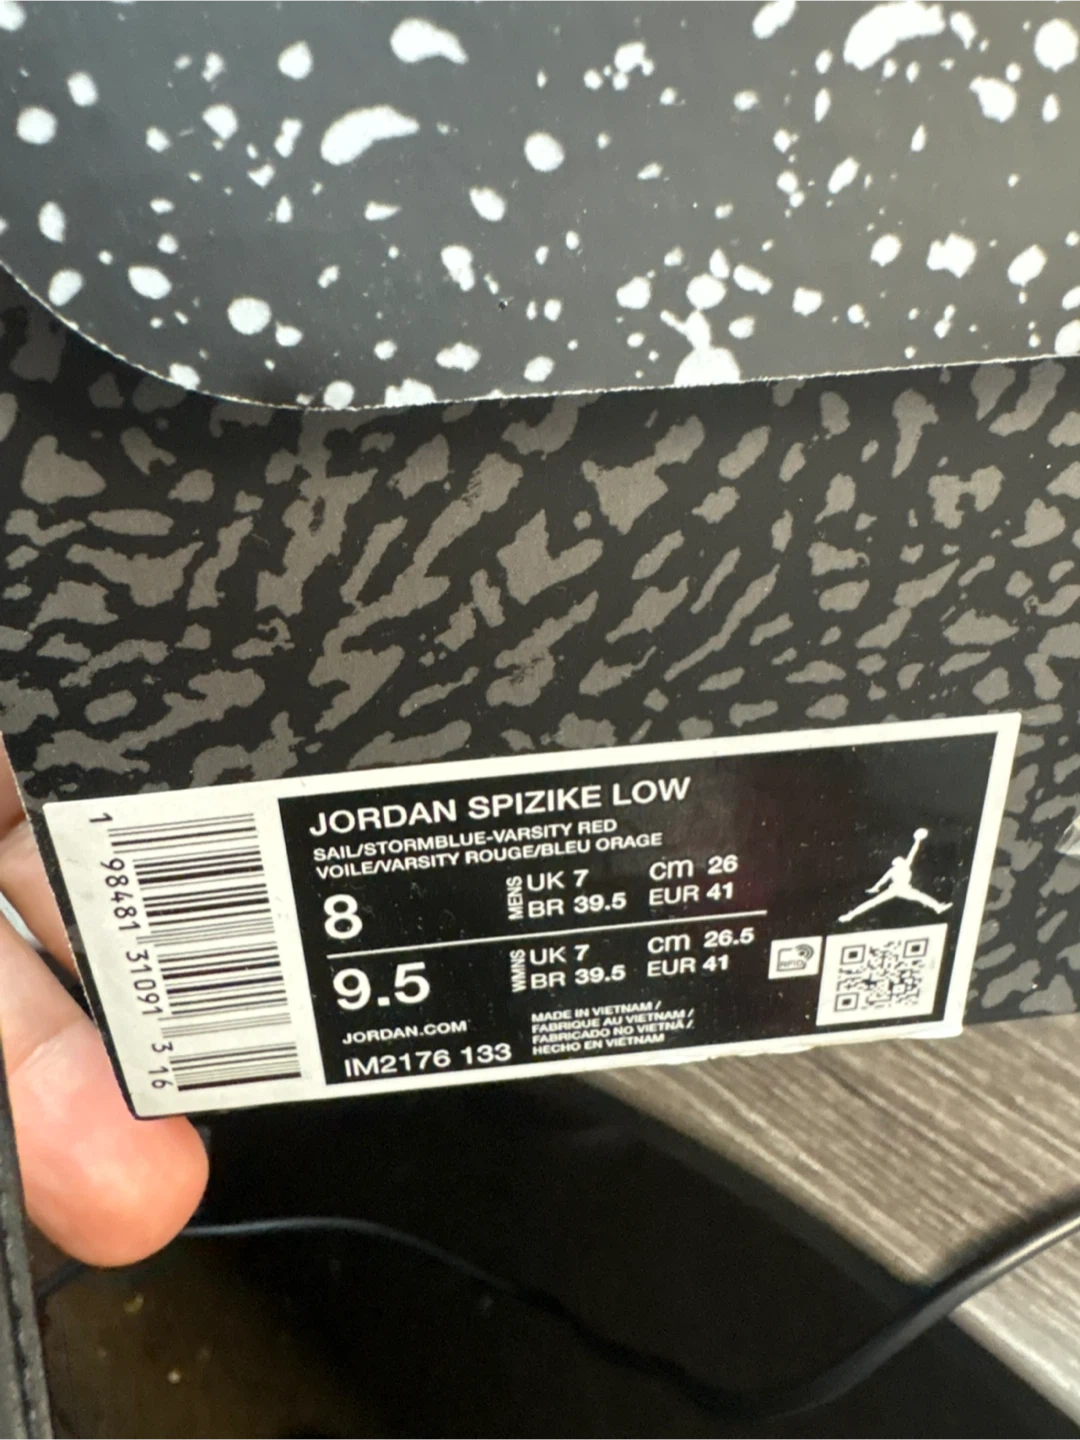 JORDAN SPIZIKE LOW
SAIL/STORMBLUE-VARSITY RED
VOILE/VARSITY ROUGE/BLEU ORAGE
8 MENS UK 7 cm 26
BR 39.5 EUR 41
9.5 WMNS UK 7 cm 26.5
BR 39.5 EUR 41
JORDAN.COM
IM2176 133
MADE IN VIETNAM /
FABRIQUE AU VIETNAM /
FABRICADO NO VIETNÃ /
HECHO EN VIETNAM
1 98481 31091 3 16